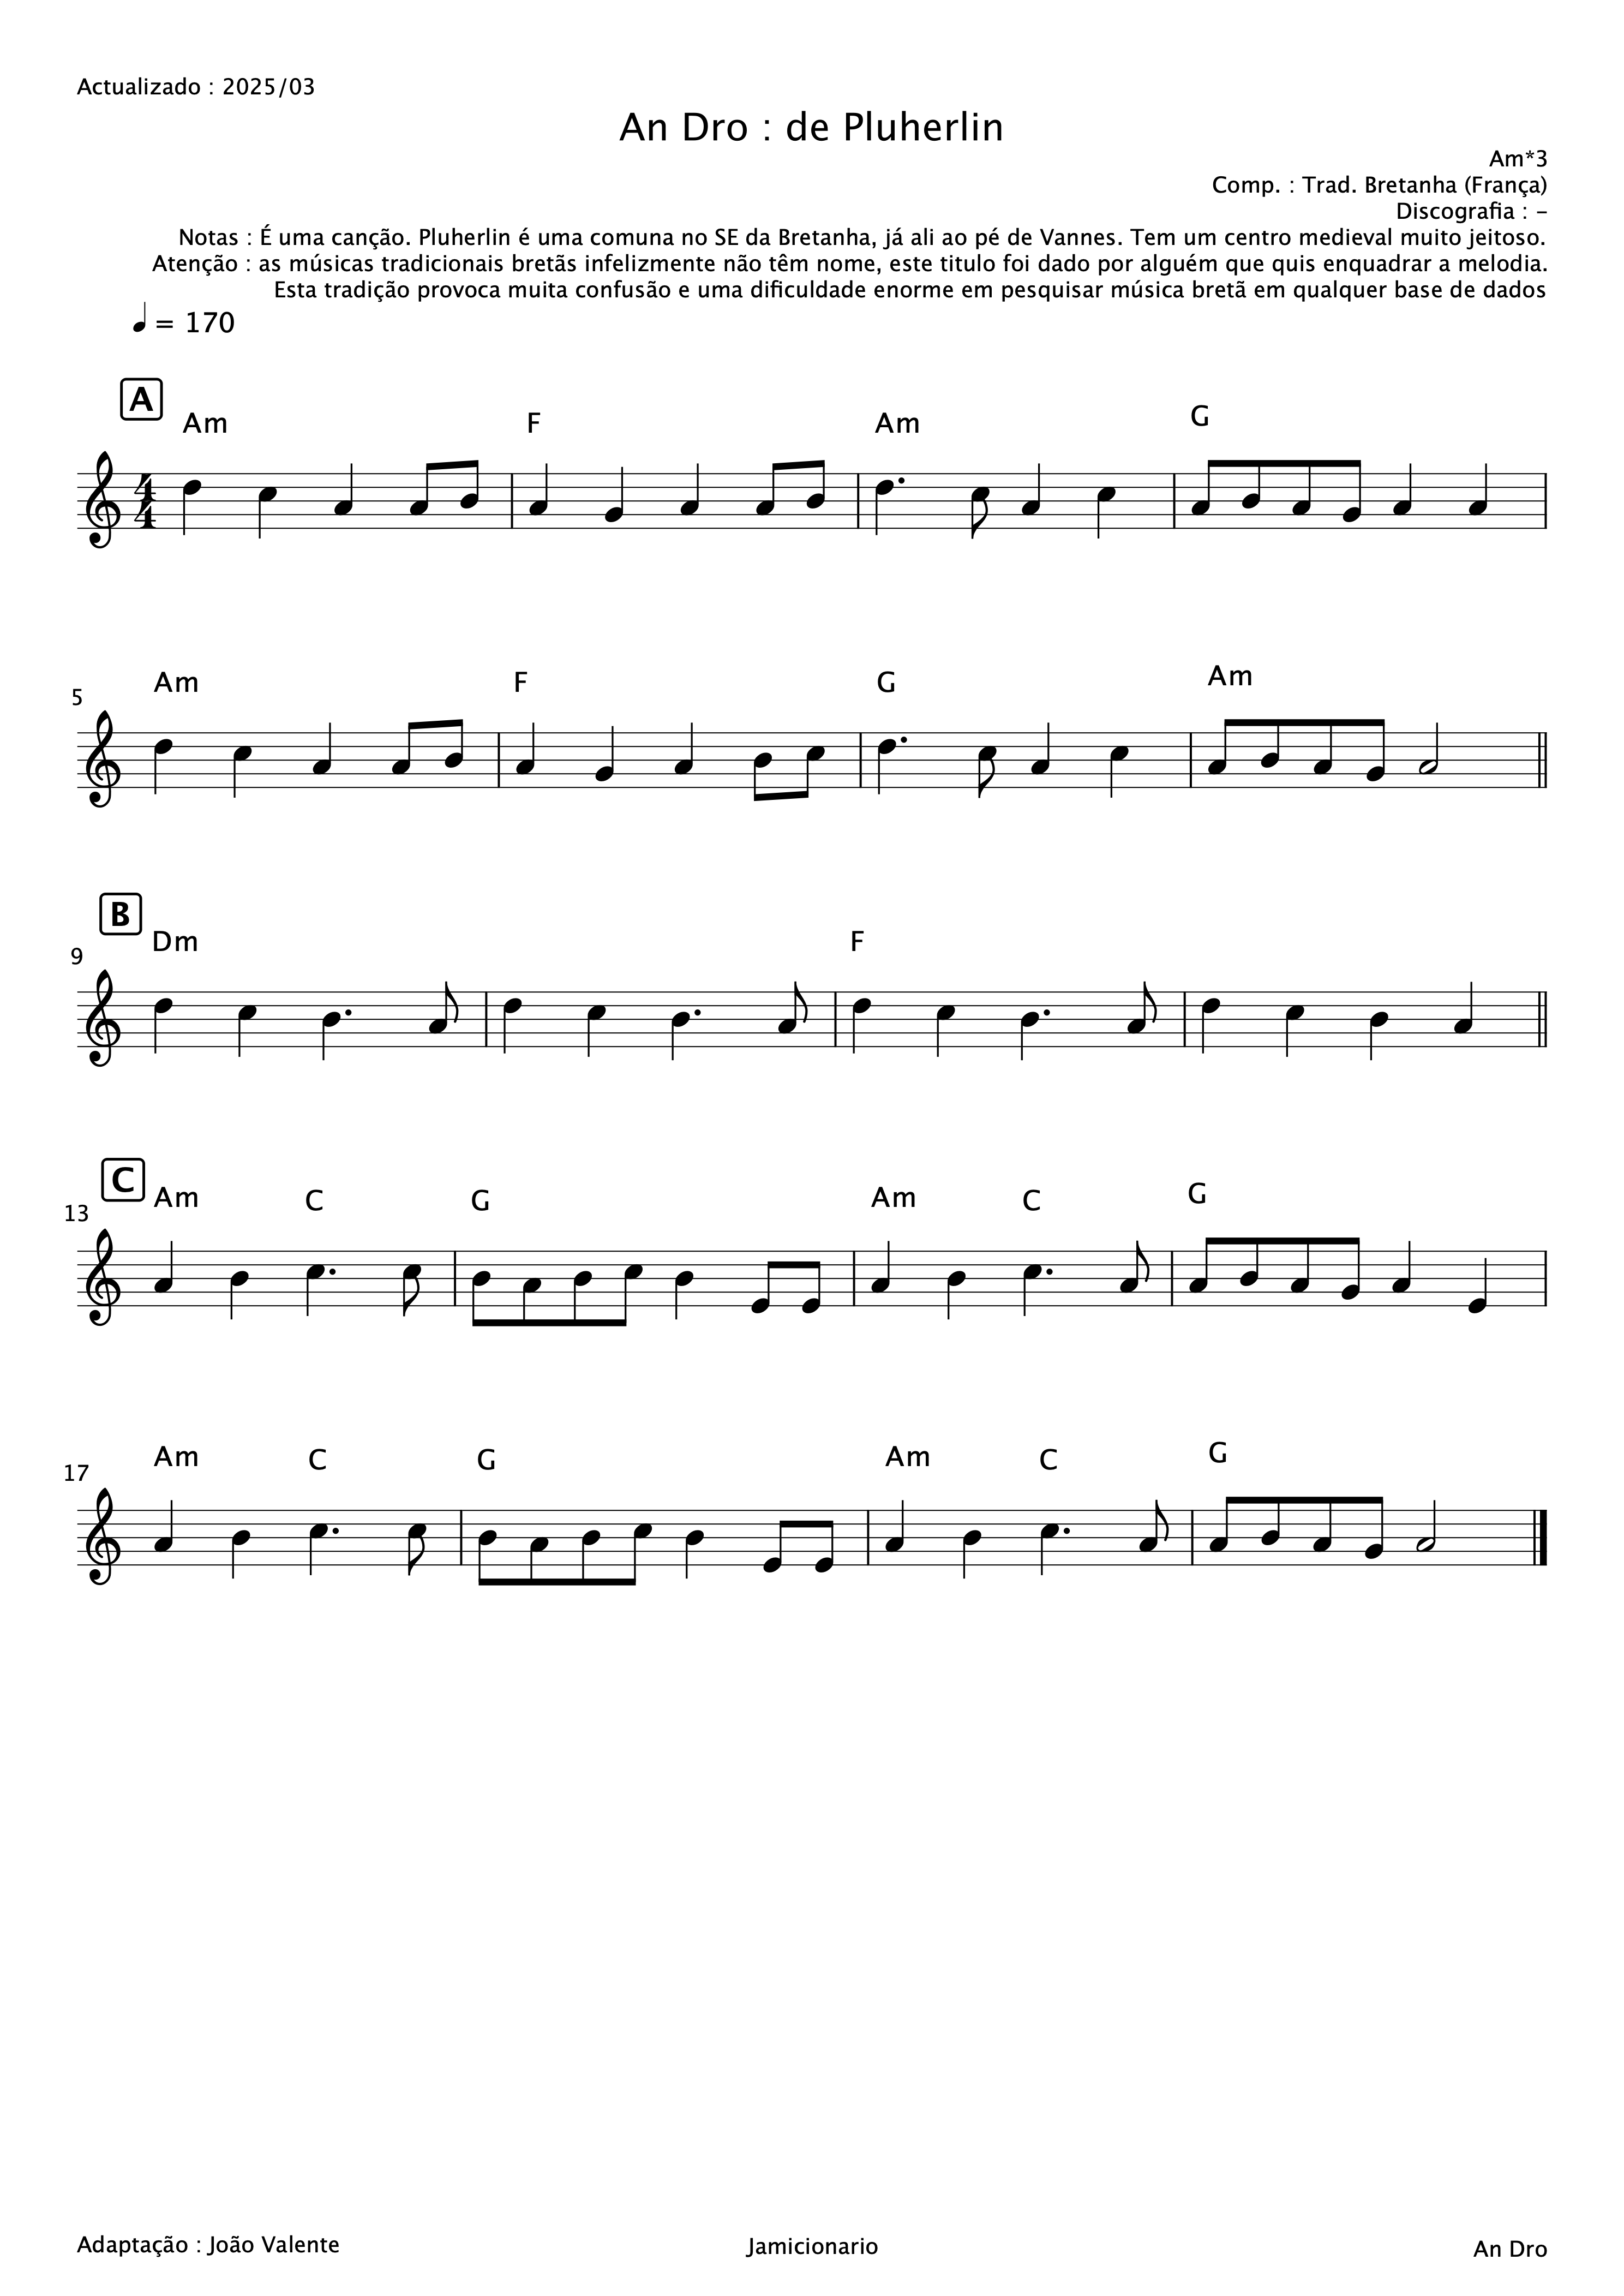 Actualizado : 2025/03
An Dro : de Pluherlin
Am*3
Comp. : Trad. Bretanha (França)
Discografia : -
Notas : É uma canção. Pluherlin é uma comuna no SE da Bretanha, já ali ao pé de Vannes. Tem um centro medieval muito jeitoso.
Atenção : as músicas tradicionais bretãs infelizmente não têm nome, este titulo foi dado por alguém que quis enquadrar a melodia.
Esta tradição provoca muita confusão e uma dificuldade enorme em pesquisar música bretã em qualquer base de dados
= 170
A
Am F Am G
4
4
5
Am F G Am
B
9
Dm F
C
13
Am C G Am C G
17
Am C G Am C G
Adaptação : João Valente
Jamicionario
An Dro